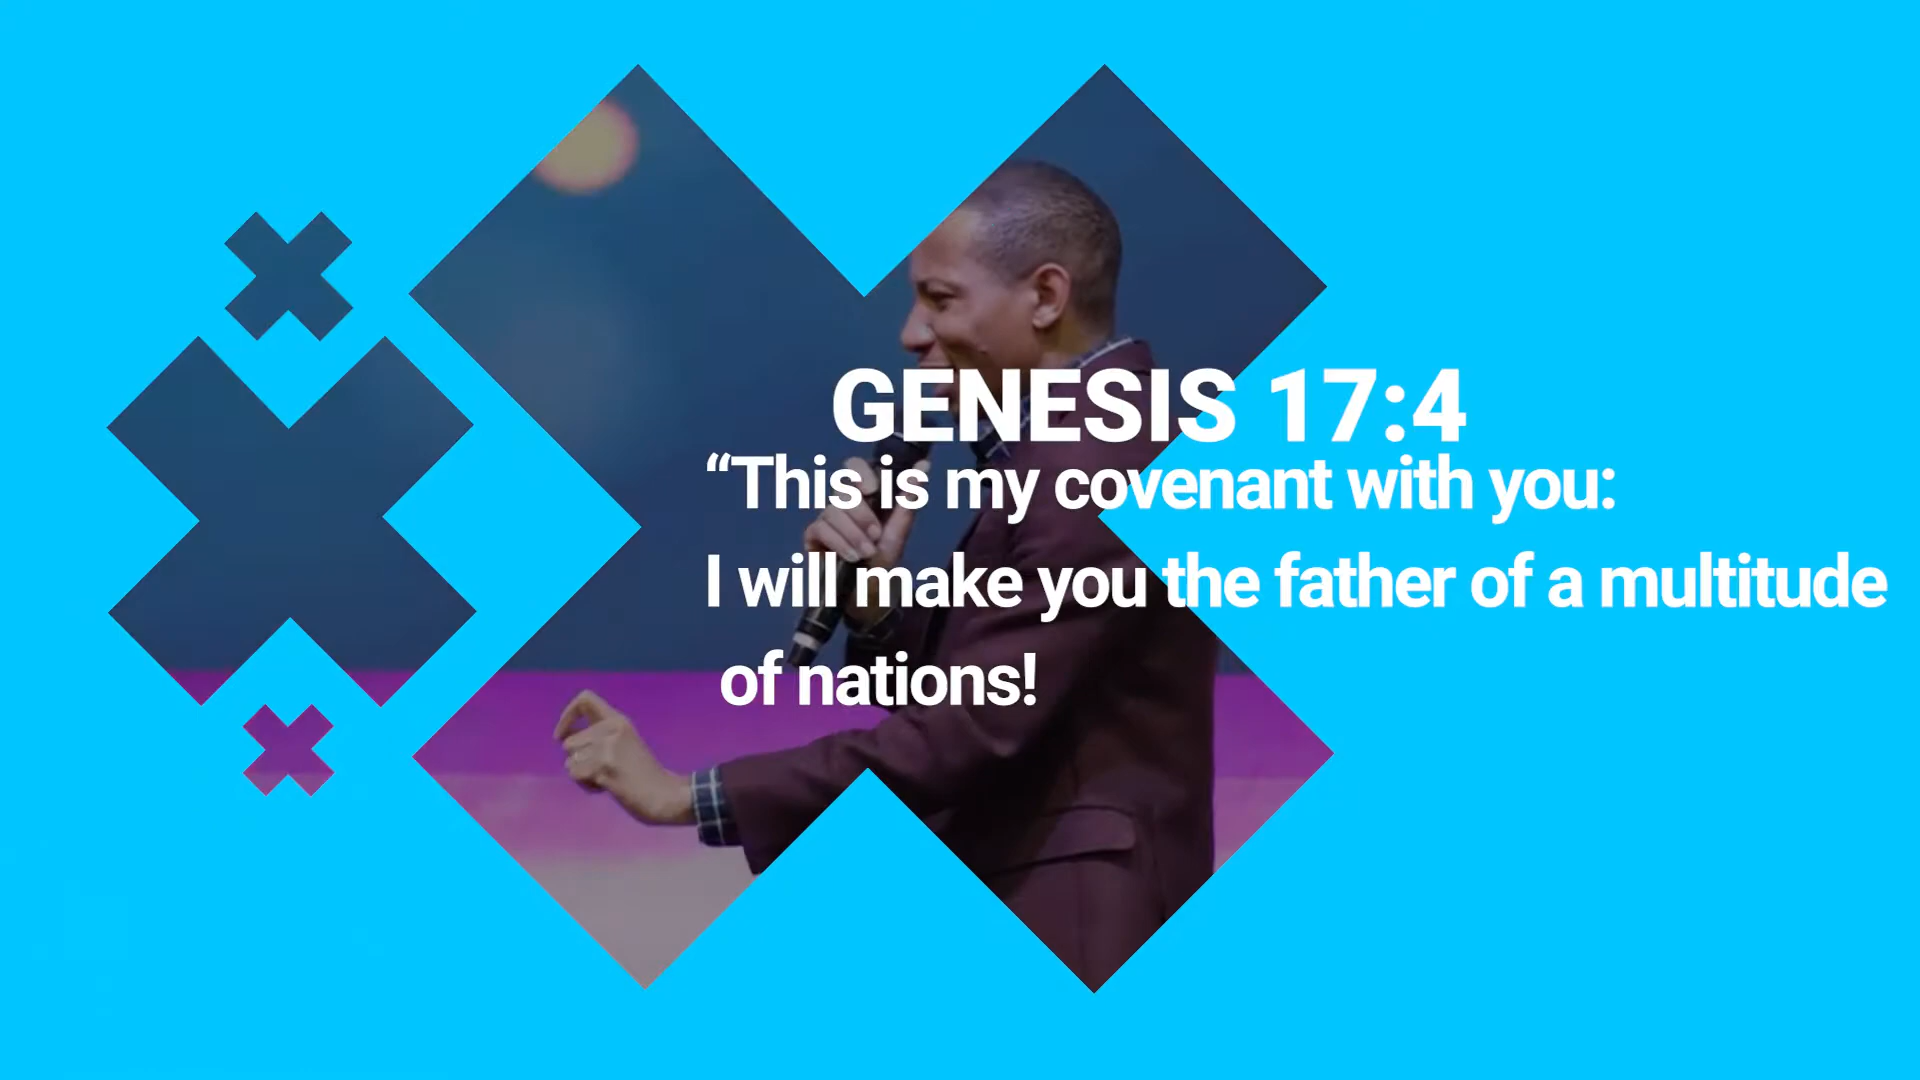 GENESIS 17:4
“This is my covenant with you:
I will make you the father of a multitude
of nations!